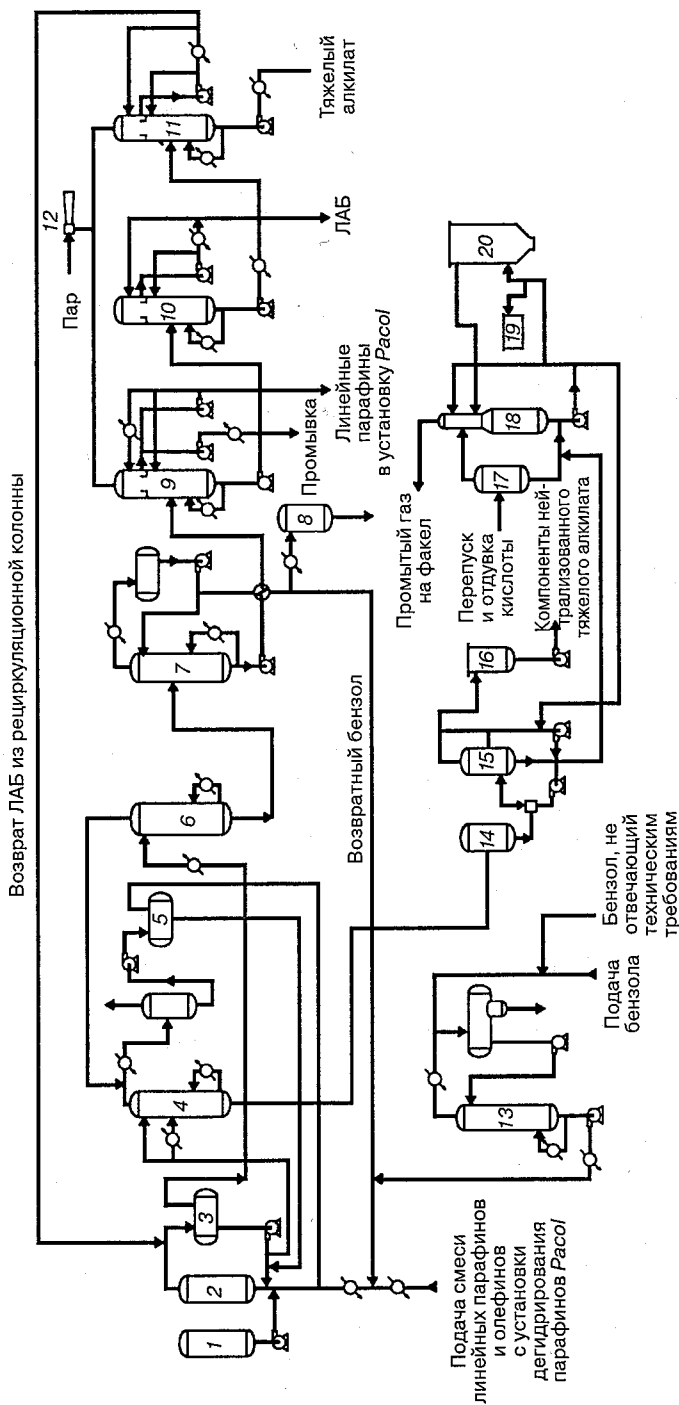 Возврат ЛАБ из рециркуляционной колонны
12
Пар
1
2
3
4
5
6
7
8
9
10
11
Промывка
Линейные
парафины
в установку Pacol
ЛАБ
Тяжелый
алкилат
Возвратный бензол
13
14
15
16
17
18
19
20
Промытый газ
на факел
Перепуск
и отдувка
кислоты
Компоненты ней-
трализованного
тяжелого алкилата
Подача смеси
линейных парафинов
и олефинов
с установки
дегидрирования
парафинов Pacol
Подача
бензола
Бензол, не
отвечающий
техническим
требованиям